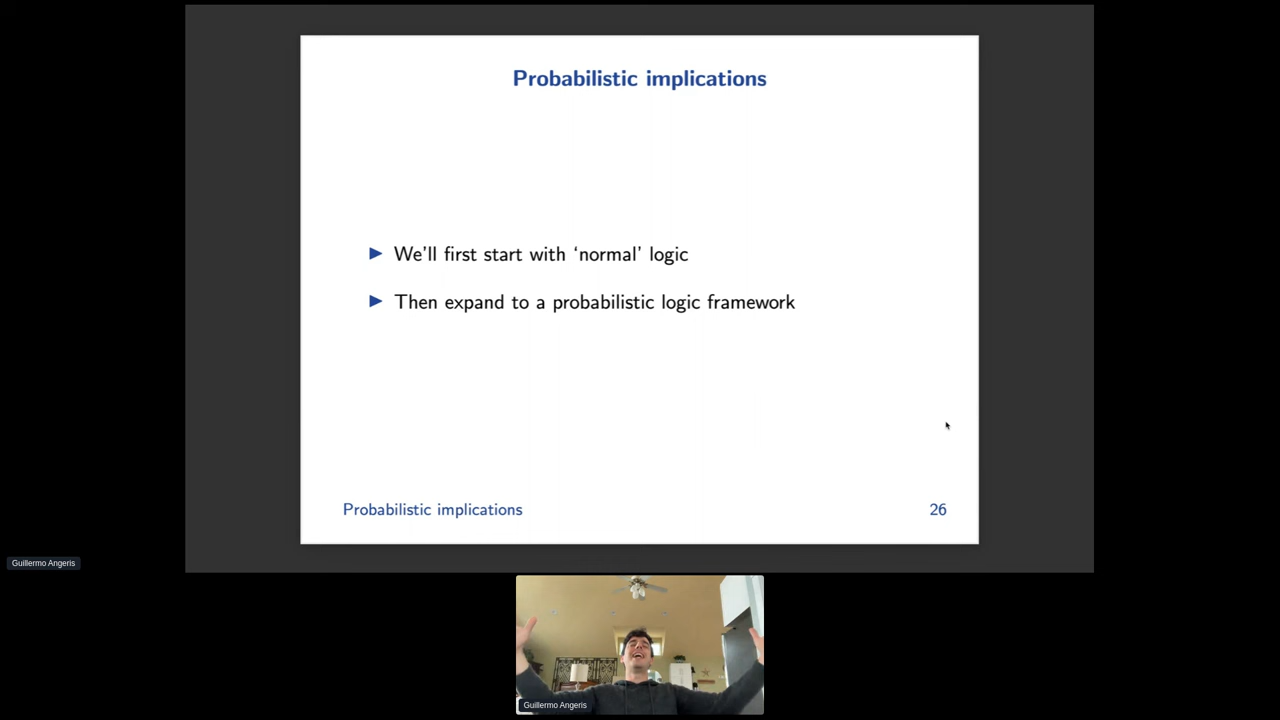 Probabilistic implications
▶ We'll first start with ‘normal’ logic
▶ Then expand to a probabilistic logic framework
Probabilistic implications 26
Guillermo Angeris
Guillermo Angeris